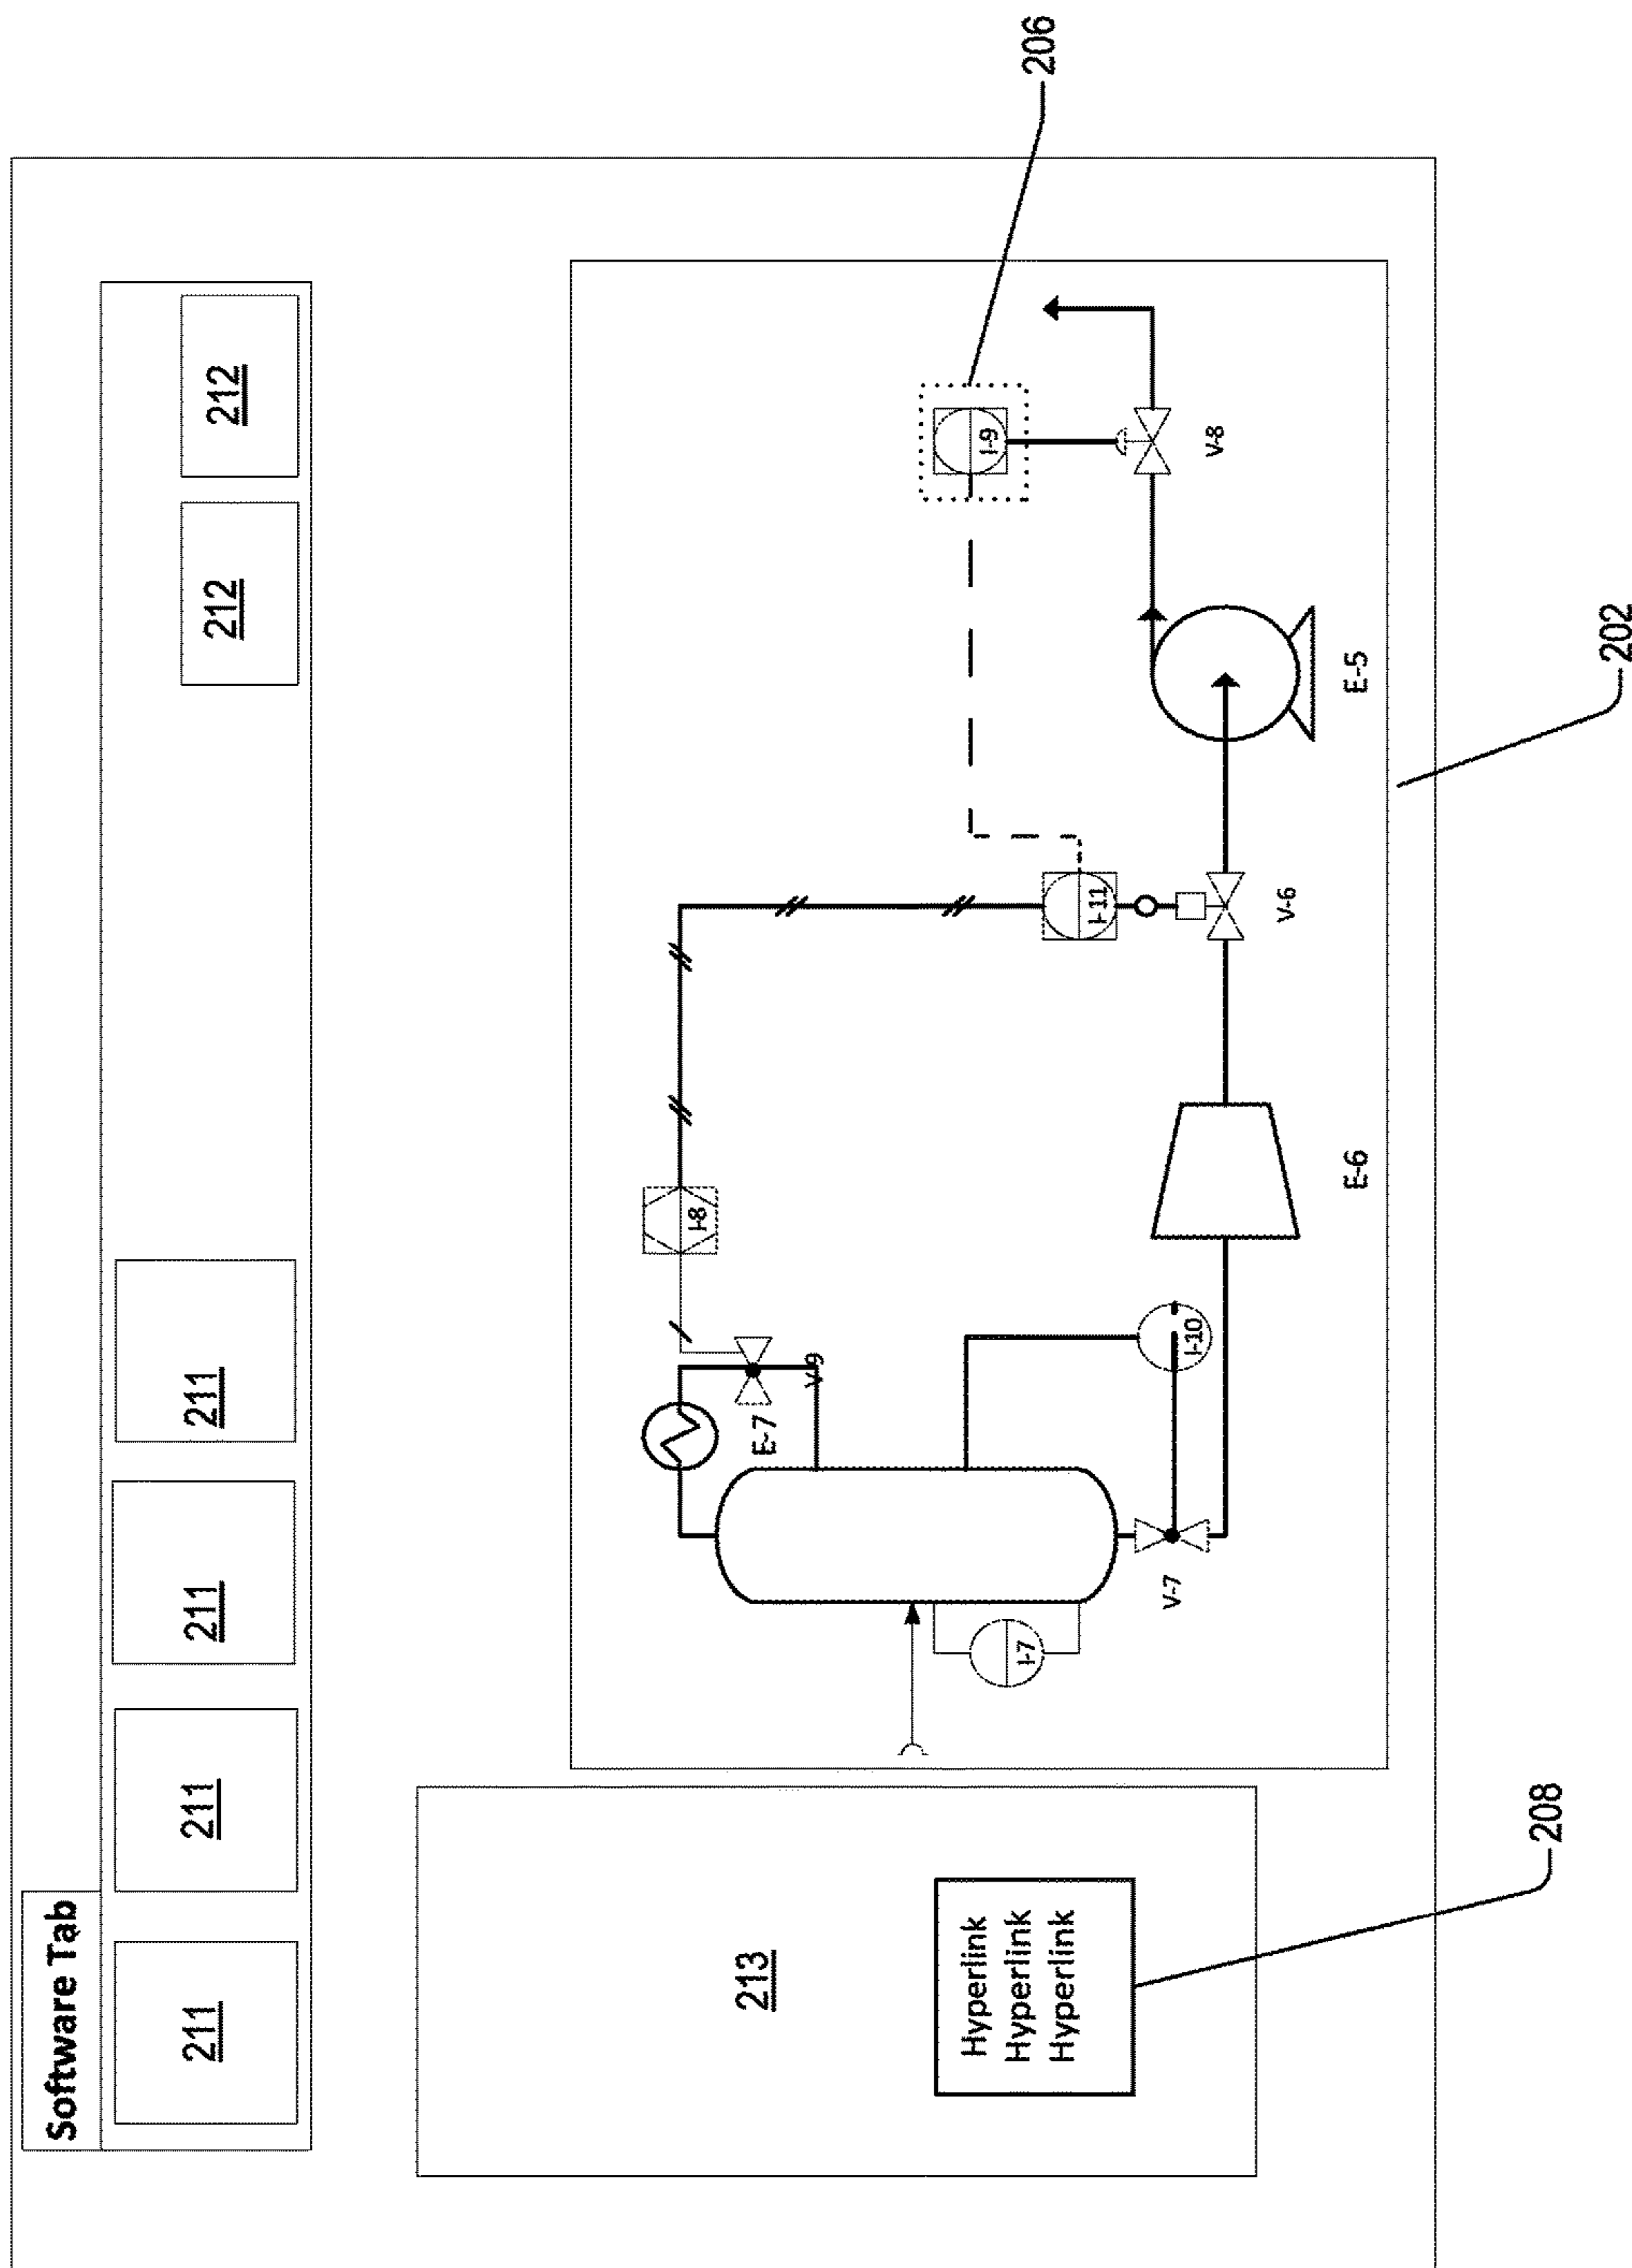 Software Tab
211
211
211
211
212
212
213
Hyperlink
Hyperlink
Hyperlink
208
I-8
E-7
V-9
I-9
206
I-7
I-11
I-10
V-8
V-7
V-6
E-6
E-5
202